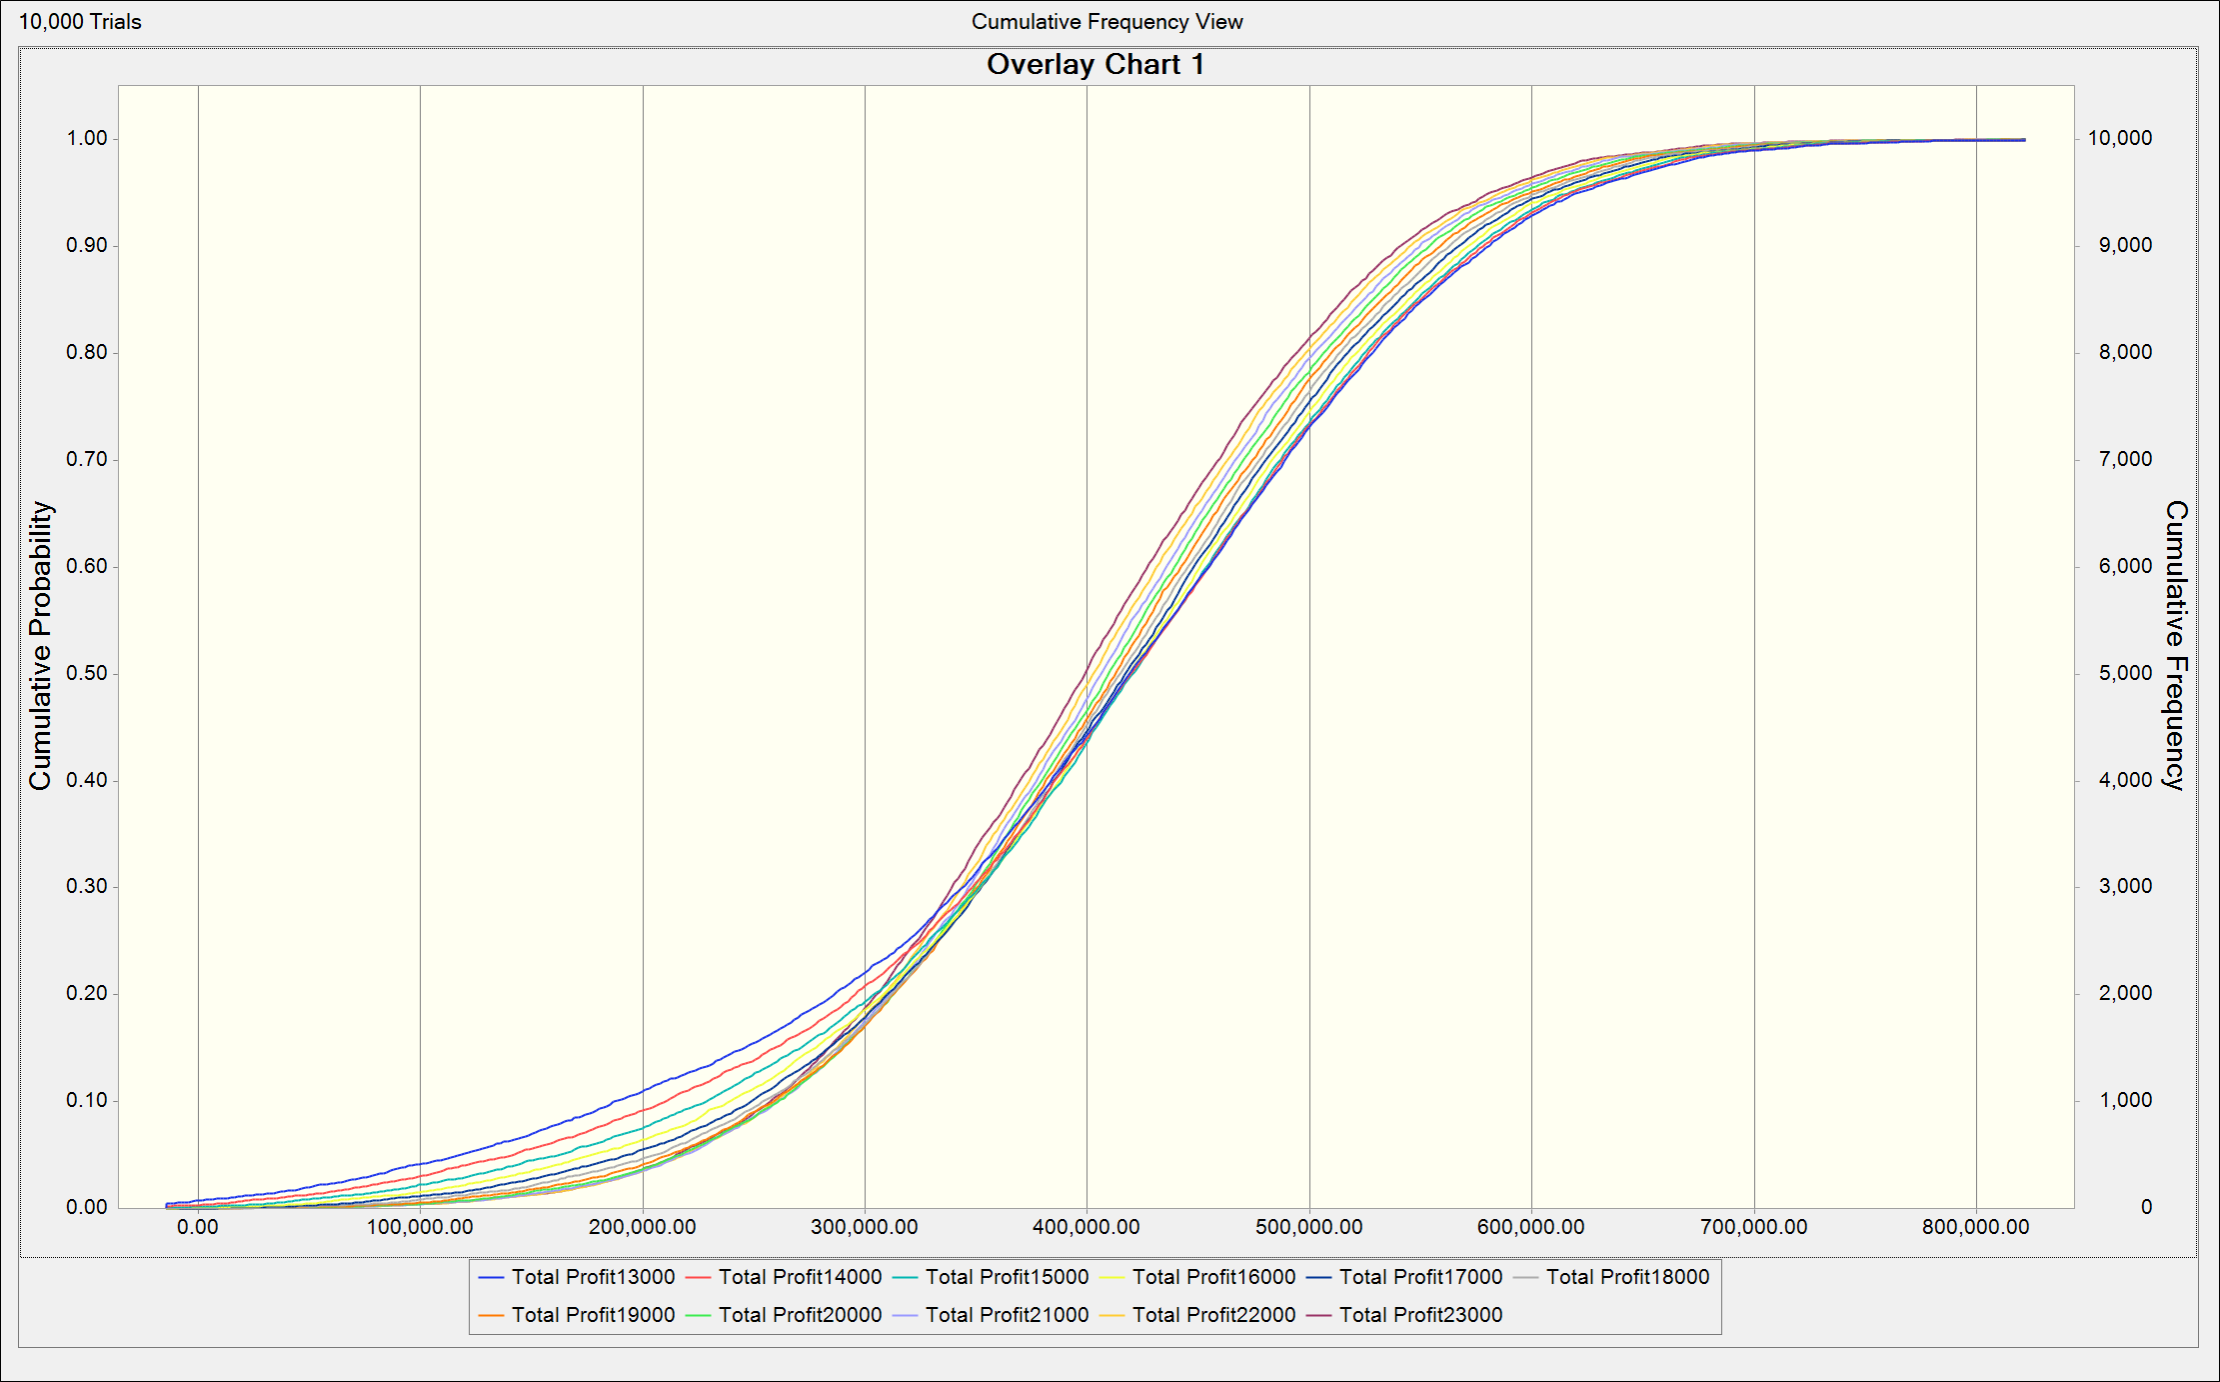 10,000 Trials
Cumulative Frequency View
Overlay Chart 1
1.00
0.90
0.80
0.70
0.60
0.50
0.40
0.30
0.20
0.10
0.00
Cumulative Probability
10,000
9,000
8,000
7,000
6,000
5,000
4,000
3,000
2,000
1,000
0
Cumulative Frequency
0.00 100,000.00 200,000.00 300,000.00 400,000.00 500,000.00 600,000.00 700,000.00 800,000.00
Total Profit13000 Total Profit14000 Total Profit15000 Total Profit16000 Total Profit17000 Total Profit18000
Total Profit19000 Total Profit20000 Total Profit21000 Total Profit22000 Total Profit23000